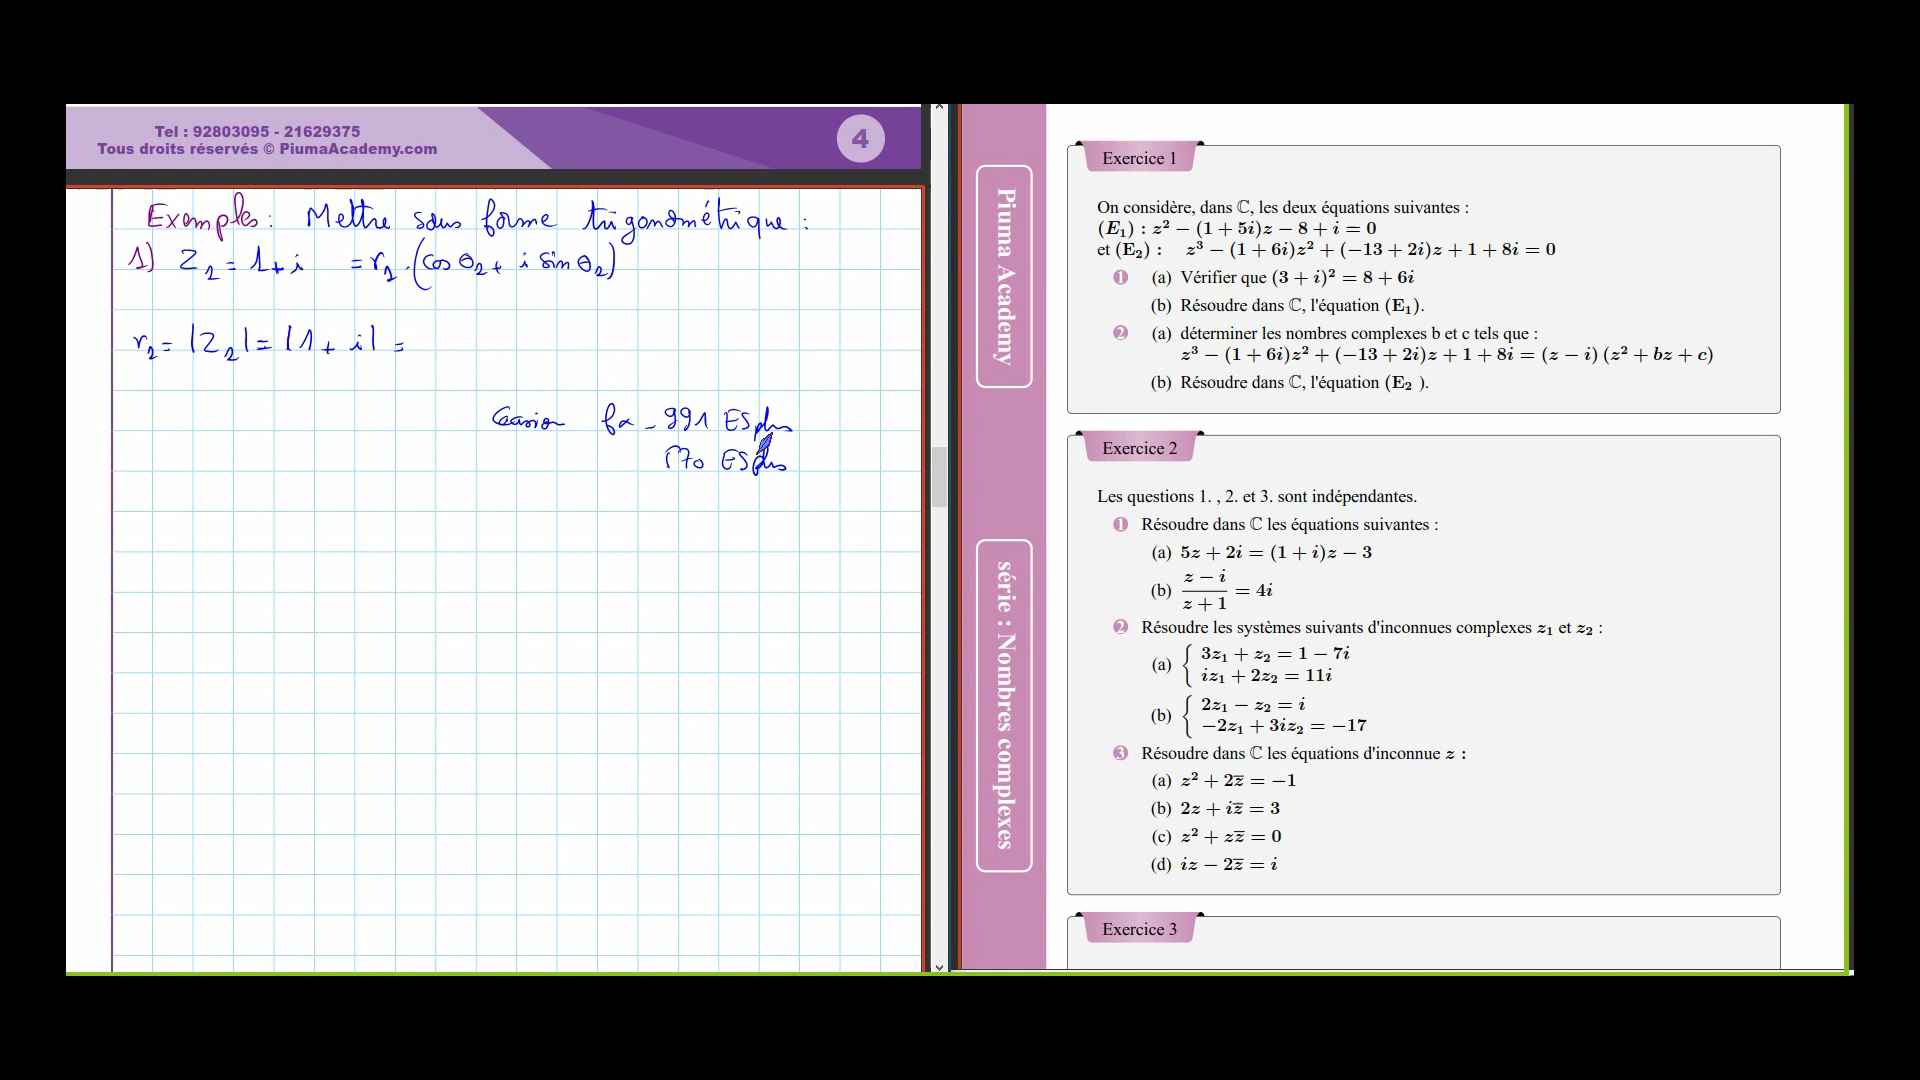 Tel : 92803095 - 21629375
Tous droits réservés © PiumaAcademy.com
4
Exemples : Mettre sous forme trigonométrique :
1) z₂ = 1 + i = r₂ . (cos θ₂ + i sin θ₂)
r₂ = |z₂| = |1 + i| =
fx - 991 ES plus
570 ES plus
Piuma Academy
série : Nombres complexes
Exercice 1
On considère, dans ℂ, les deux équations suivantes :
(E₁) : z² − (1 + 5i)z − 8 + i = 0
et (E₂) : z³ − (1 + 6i)z² + (−13 + 2i)z + 1 + 8i = 0
1 (a) Vérifier que (3 + i)² = 8 + 6i
(b) Résoudre dans ℂ, l'équation (E₁).
2 (a) déterminer les nombres complexes b et c tels que :
z³ − (1 + 6i)z² + (−13 + 2i)z + 1 + 8i = (z − i) (z² + bz + c)
(b) Résoudre dans ℂ, l'équation (E₂ ).
Exercice 2
Les questions 1. , 2. et 3. sont indépendantes.
1 Résoudre dans ℂ les équations suivantes :
(a) 5z + 2i = (1 + i)z − 3
(b) (z − i)/(z + 1) = 4i
2 Résoudre les systèmes suivants d'inconnues complexes z₁ et z₂ :
(a) { 3z₁ + z₂ = 1 − 7i
iz₁ + 2z₂ = 11i
(b) { 2z₁ − z₂ = i
−2z₁ + 3iz₂ = −17
3 Résoudre dans ℂ les équations d'inconnue z :
(a) z² + 2z̅ = −1
(b) 2z + iz̅ = 3
(c) z² + zz̅ = 0
(d) iz − 2z̅ = i
Exercice 3